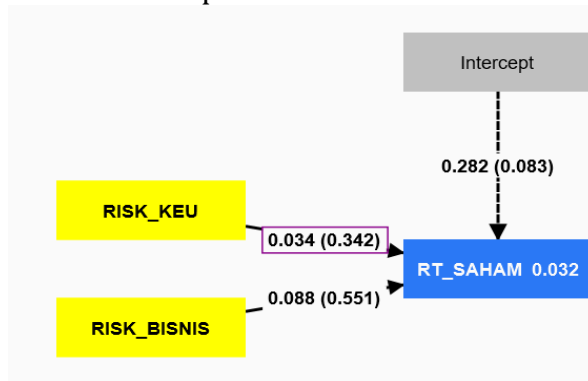 Intercept
0.282 (0.083)
RISK_KEU
0.034 (0.342)
RT_SAHAM 0.032
0.088 (0.551)
RISK_BISNIS